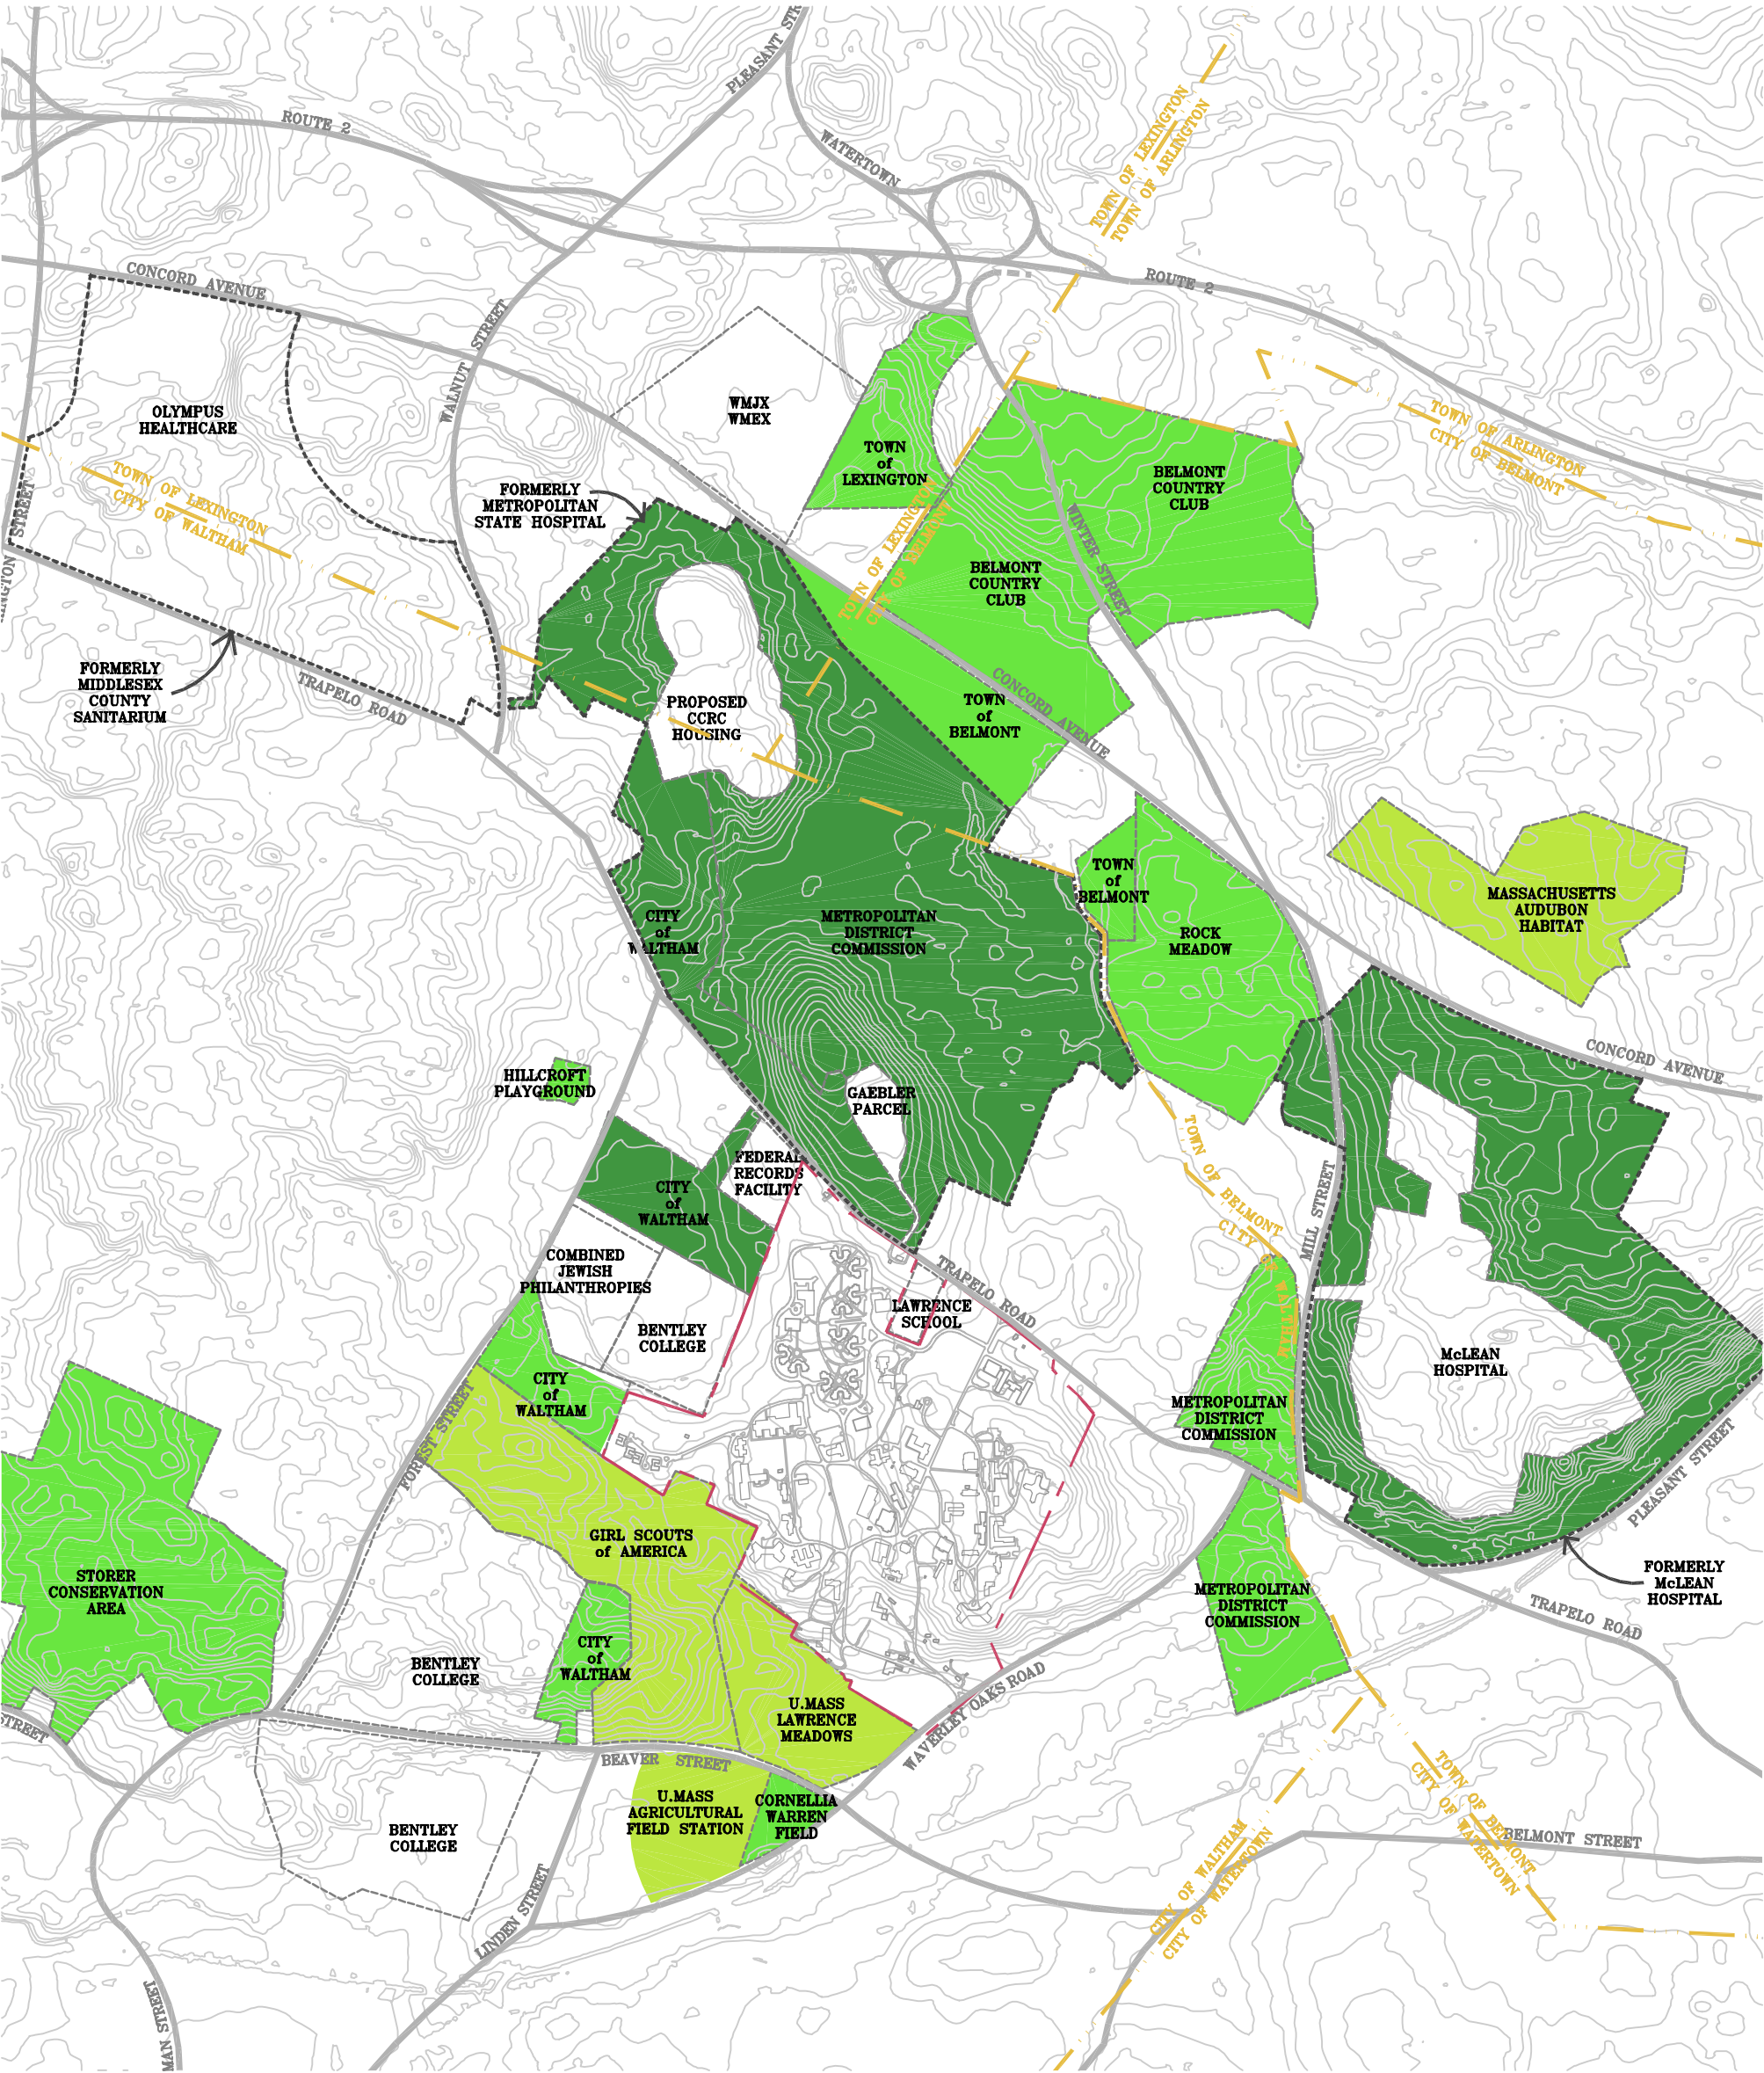 PLEASANT STR
ROUTE 2
WATERTOWN
TOWN OF LEXINGTON
TOWN OF ARLINGTON
CONCORD AVENUE
ROUTE 2
WALNUT STREET
OLYMPUS
HEALTHCARE
WMJX
WMEX
TOWN OF ARLINGTON
CITY OF BELMONT
TOWN
of
LEXINGTON
BELMONT
COUNTRY
CLUB
TOWN OF LEXINGTON
CITY OF WALTHAM
STREET
FORMERLY
METROPOLITAN
STATE HOSPITAL
TOWN OF LEXINGTON
CITY OF BELMONT
WINTER STREET
BELMONT
COUNTRY
CLUB
FORMERLY
MIDDLESEX
COUNTY
SANITARIUM
TRAPELO ROAD
PROPOSED
CCRC
HOUSING
TOWN
of
BELMONT
CONCORD AVENUE
TOWN
of
BELMONT
CITY
of
WALTHAM
METROPOLITAN
DISTRICT
COMMISSION
ROCK
MEADOW
MASSACHUSETTS
AUDUBON
HABITAT
CONCORD AVENUE
HILLCROFT
PLAYGROUND
GAEBLER
PARCEL
FEDERAL
RECORDS
FACILITY
CITY
of
WALTHAM
TOWN OF BELMONT
CITY OF WALTHAM
MILL STREET
COMBINED
JEWISH
PHILANTHROPIES
TRAPELO ROAD
LAWRENCE
SCHOOL
BENTLEY
COLLEGE
McLEAN
HOSPITAL
CITY
of
WALTHAM
METROPOLITAN
DISTRICT
COMMISSION
FOREST STREET
PLEASANT STREET
GIRL SCOUTS
of AMERICA
STORER
CONSERVATION
AREA
METROPOLITAN
DISTRICT
COMMISSION
FORMERLY
McLEAN
HOSPITAL
TRAPELO ROAD
BENTLEY
COLLEGE
CITY
of
WALTHAM
U.MASS
LAWRENCE
MEADOWS
WAVERLEY OAKS ROAD
STREET
BEAVER STREET
U.MASS
AGRICULTURAL
FIELD STATION
CORNELLIA
WARREN
FIELD
BENTLEY
COLLEGE
TOWN OF BELMONT
CITY OF WATERTOWN
BELMONT STREET
CITY OF WALTHAM
CITY OF WATERTOWN
LINDEN STREET
MAN STREET